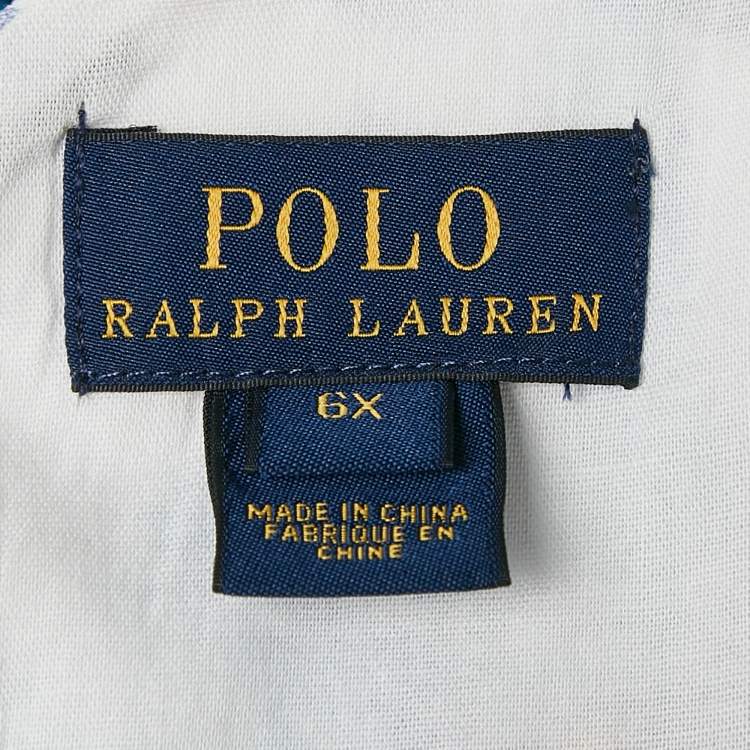 POLO
RALPH LAUREN
6X
MADE IN CHINA
FABRIQUE EN
CHINE